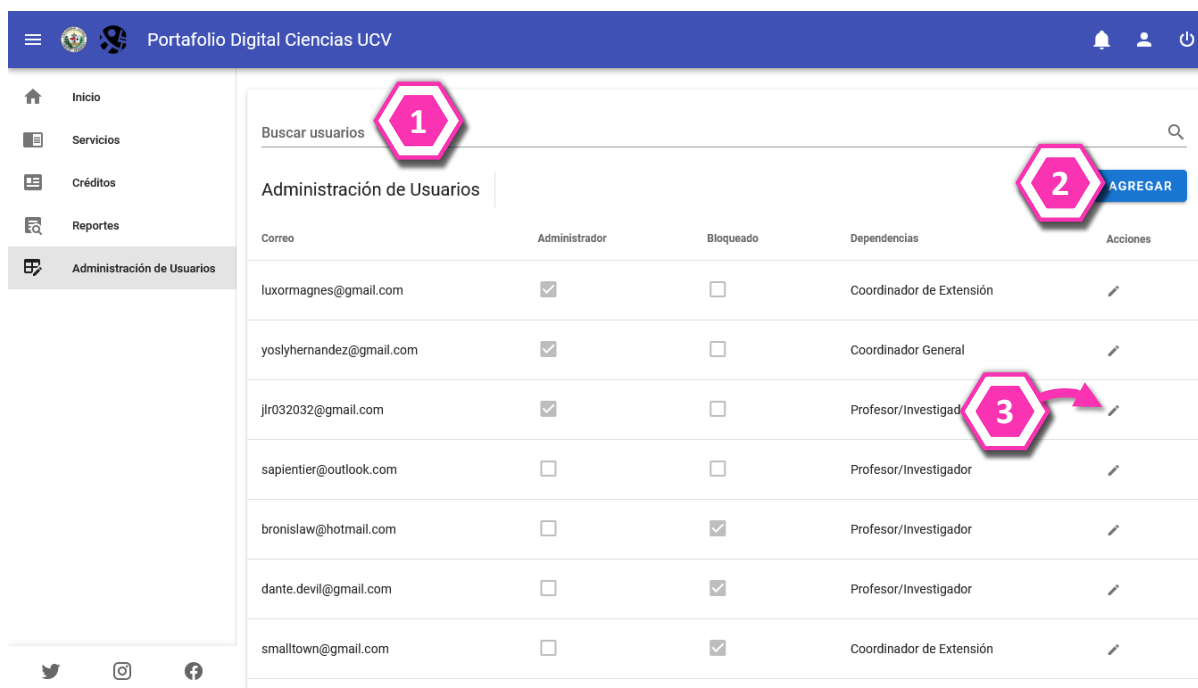 Portafolio Digital Ciencias UCV
Inicio
Servicios
Créditos
Reportes
Administración de Usuarios
Buscar usuarios
1
Administración de Usuarios
2
AGREGAR
Correo Administrador Bloqueado Dependencias Acciones
luxormagnes@gmail.com Coordinador de Extensión
yoslyhernandez@gmail.com Coordinador General
jlr032032@gmail.com Profesor/Investigad
3
sapientier@outlook.com Profesor/Investigador
bronislaw@hotmail.com Profesor/Investigador
dante.devil@gmail.com Profesor/Investigador
smalltown@gmail.com Coordinador de Extensión